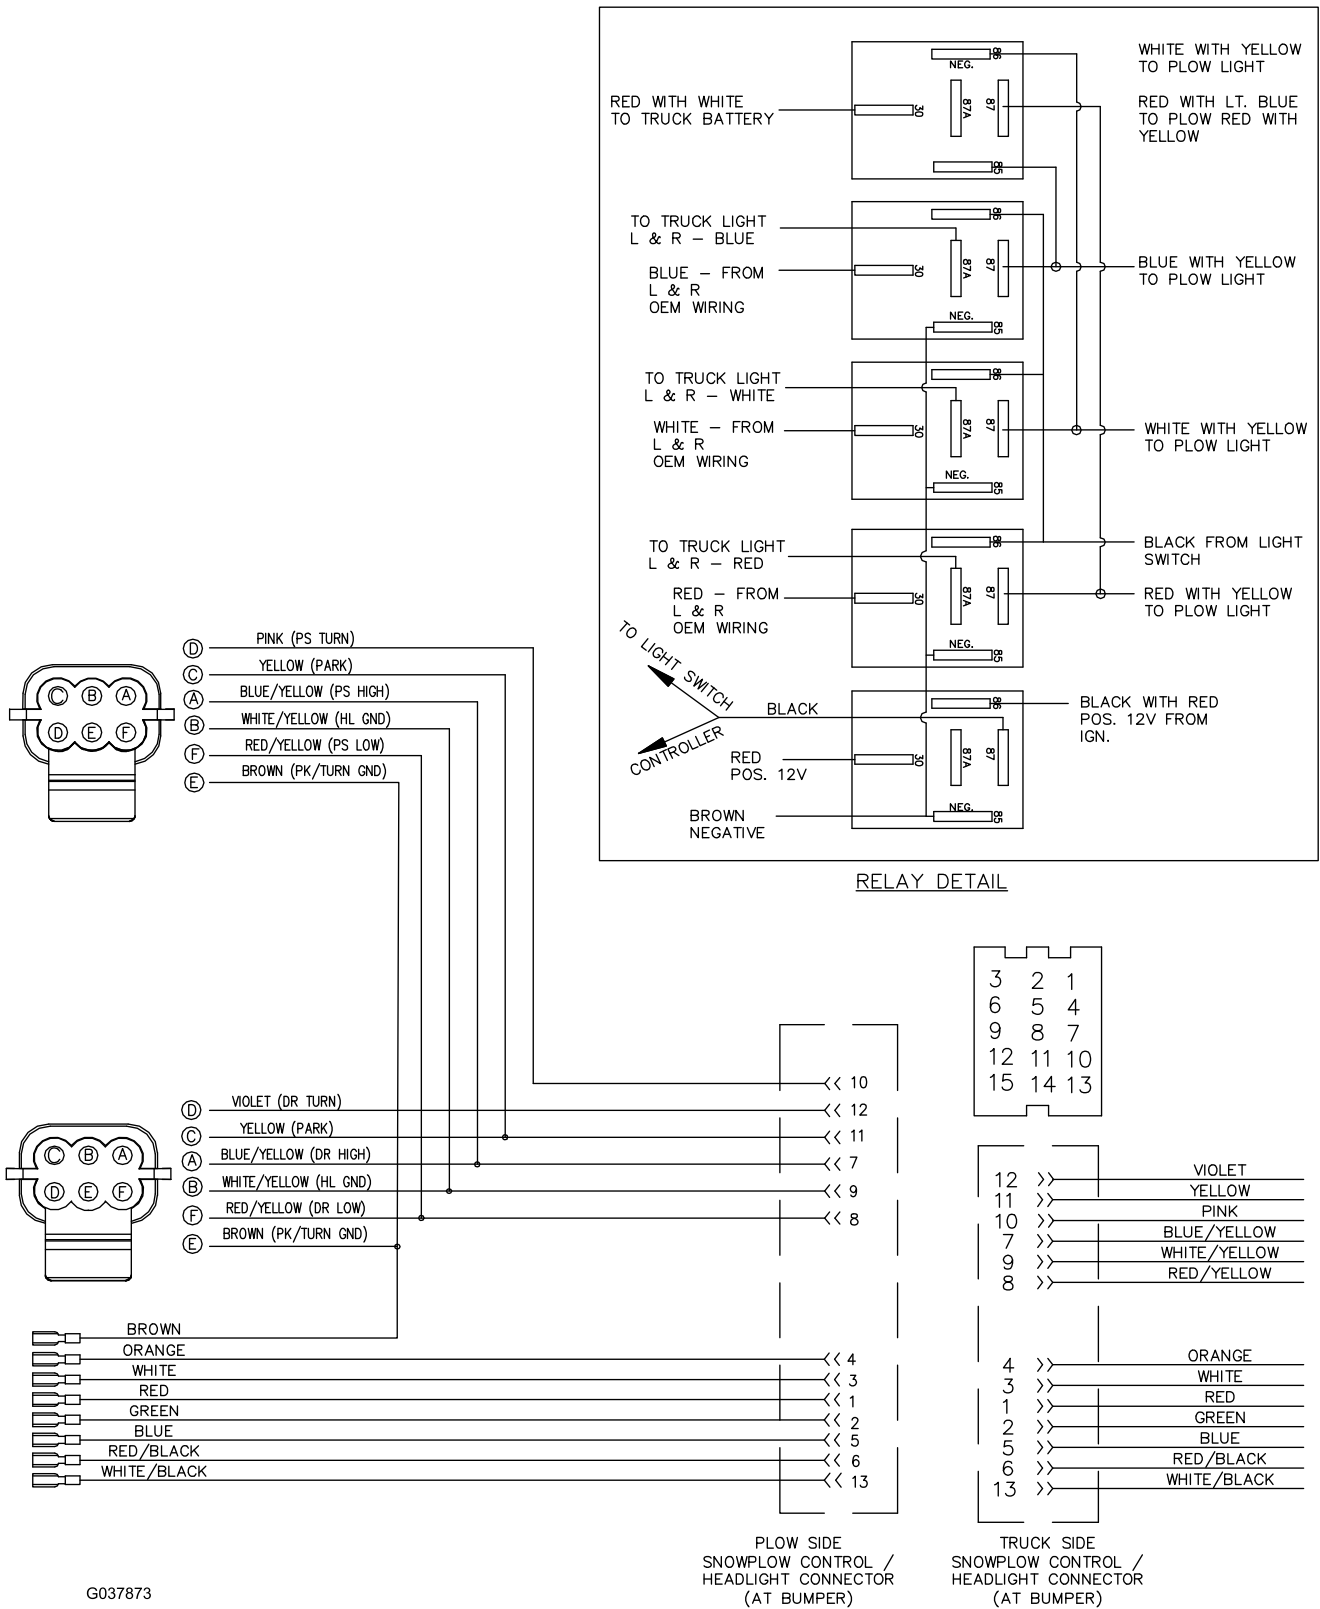 WHITE WITH YELLOW
TO PLOW LIGHT
RED WITH LT. BLUE
TO PLOW RED WITH
YELLOW
RED WITH WHITE
TO TRUCK BATTERY
86
NEG.
30
87A
87
85
TO TRUCK LIGHT
L & R – BLUE
BLUE – FROM
L & R
OEM WIRING
86
30
87A
87
NEG.
85
BLUE WITH YELLOW
TO PLOW LIGHT
TO TRUCK LIGHT
L & R – WHITE
WHITE – FROM
L & R
OEM WIRING
86
30
87A
87
NEG.
85
WHITE WITH YELLOW
TO PLOW LIGHT
TO TRUCK LIGHT
L & R – RED
RED – FROM
L & R
OEM WIRING
86
30
87A
87
NEG.
85
BLACK FROM LIGHT
SWITCH
RED WITH YELLOW
TO PLOW LIGHT
TO LIGHT SWITCH
CONTROLLER
BLACK
RED
POS. 12V
BROWN
NEGATIVE
86
30
87A
87
NEG.
85
BLACK WITH RED
POS. 12V FROM
IGN.
RELAY DETAIL
C B A
D E F
D PINK (PS TURN)
C YELLOW (PARK)
A BLUE/YELLOW (PS HIGH)
B WHITE/YELLOW (HL GND)
F RED/YELLOW (PS LOW)
E BROWN (PK/TURN GND)
C B A
D E F
D VIOLET (DR TURN)
C YELLOW (PARK)
A BLUE/YELLOW (DR HIGH)
B WHITE/YELLOW (HL GND)
F RED/YELLOW (DR LOW)
E BROWN (PK/TURN GND)
BROWN
ORANGE
WHITE
RED
GREEN
BLUE
RED/BLACK
WHITE/BLACK
10
12
11
7
9
8
4
3
1
2
5
6
13
PLOW SIDE
SNOWPLOW CONTROL /
HEADLIGHT CONNECTOR
(AT BUMPER)
3 2 1
6 5 4
9 8 7
12 11 10
15 14 13
12 VIOLET
11 YELLOW
10 PINK
7 BLUE/YELLOW
9 WHITE/YELLOW
8 RED/YELLOW
4 ORANGE
3 WHITE
1 RED
2 GREEN
5 BLUE
6 RED/BLACK
13 WHITE/BLACK
TRUCK SIDE
SNOWPLOW CONTROL /
HEADLIGHT CONNECTOR
(AT BUMPER)
G037873